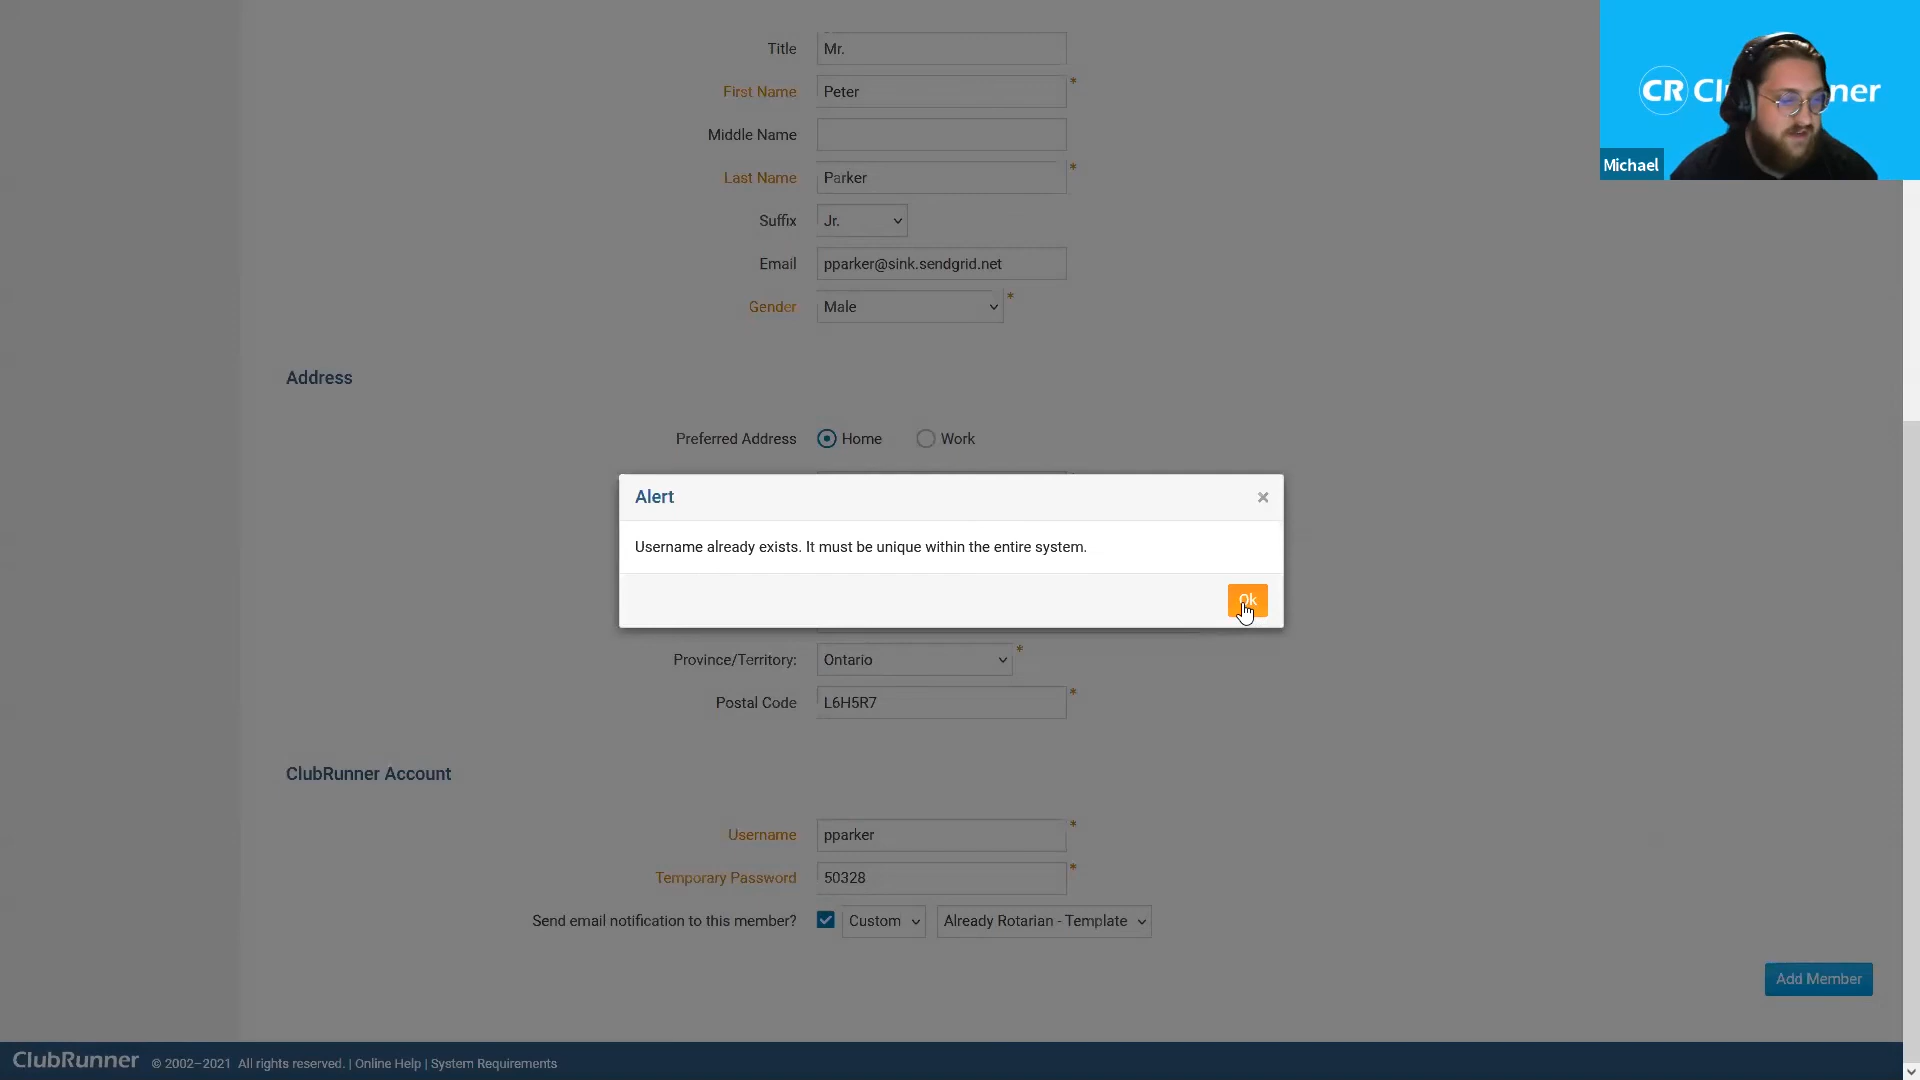 Title Mr.
First Name Peter *
Middle Name
Last Name Parker *
Suffix Jr.
Email pparker@sink.sendgrid.net
Gender Male *
CR Cl ner
Michael
Address
Preferred Address Home Work
Alert ×
Username already exists. It must be unique within the entire system.
Ok
Province/Territory: Ontario *
Postal Code L6H5R7 *
ClubRunner Account
Username pparker *
Temporary Password 50328 *
Send email notification to this member? Custom Already Rotarian - Template
Add Member
ClubRunner © 2002–2021 All rights reserved. | Online Help | System Requirements